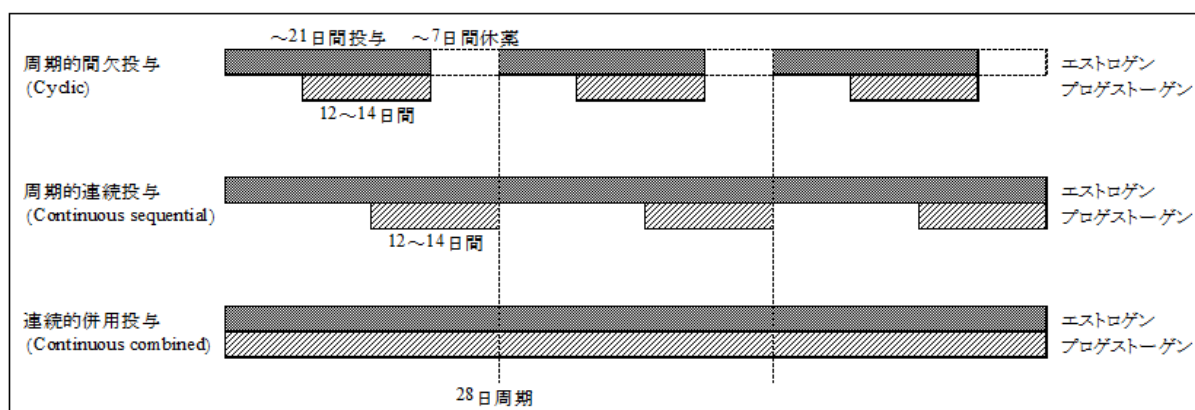 ~21日間投与 ~7日間休薬
周期的間欠投与
(Cyclic)
エストロゲン
プロゲストーゲン
12~14日間
周期的連続投与
(Continuous sequential)
エストロゲン
プロゲストーゲン
12~14日間
連続的併用投与
(Continuous combined)
エストロゲン
プロゲストーゲン
28日周期